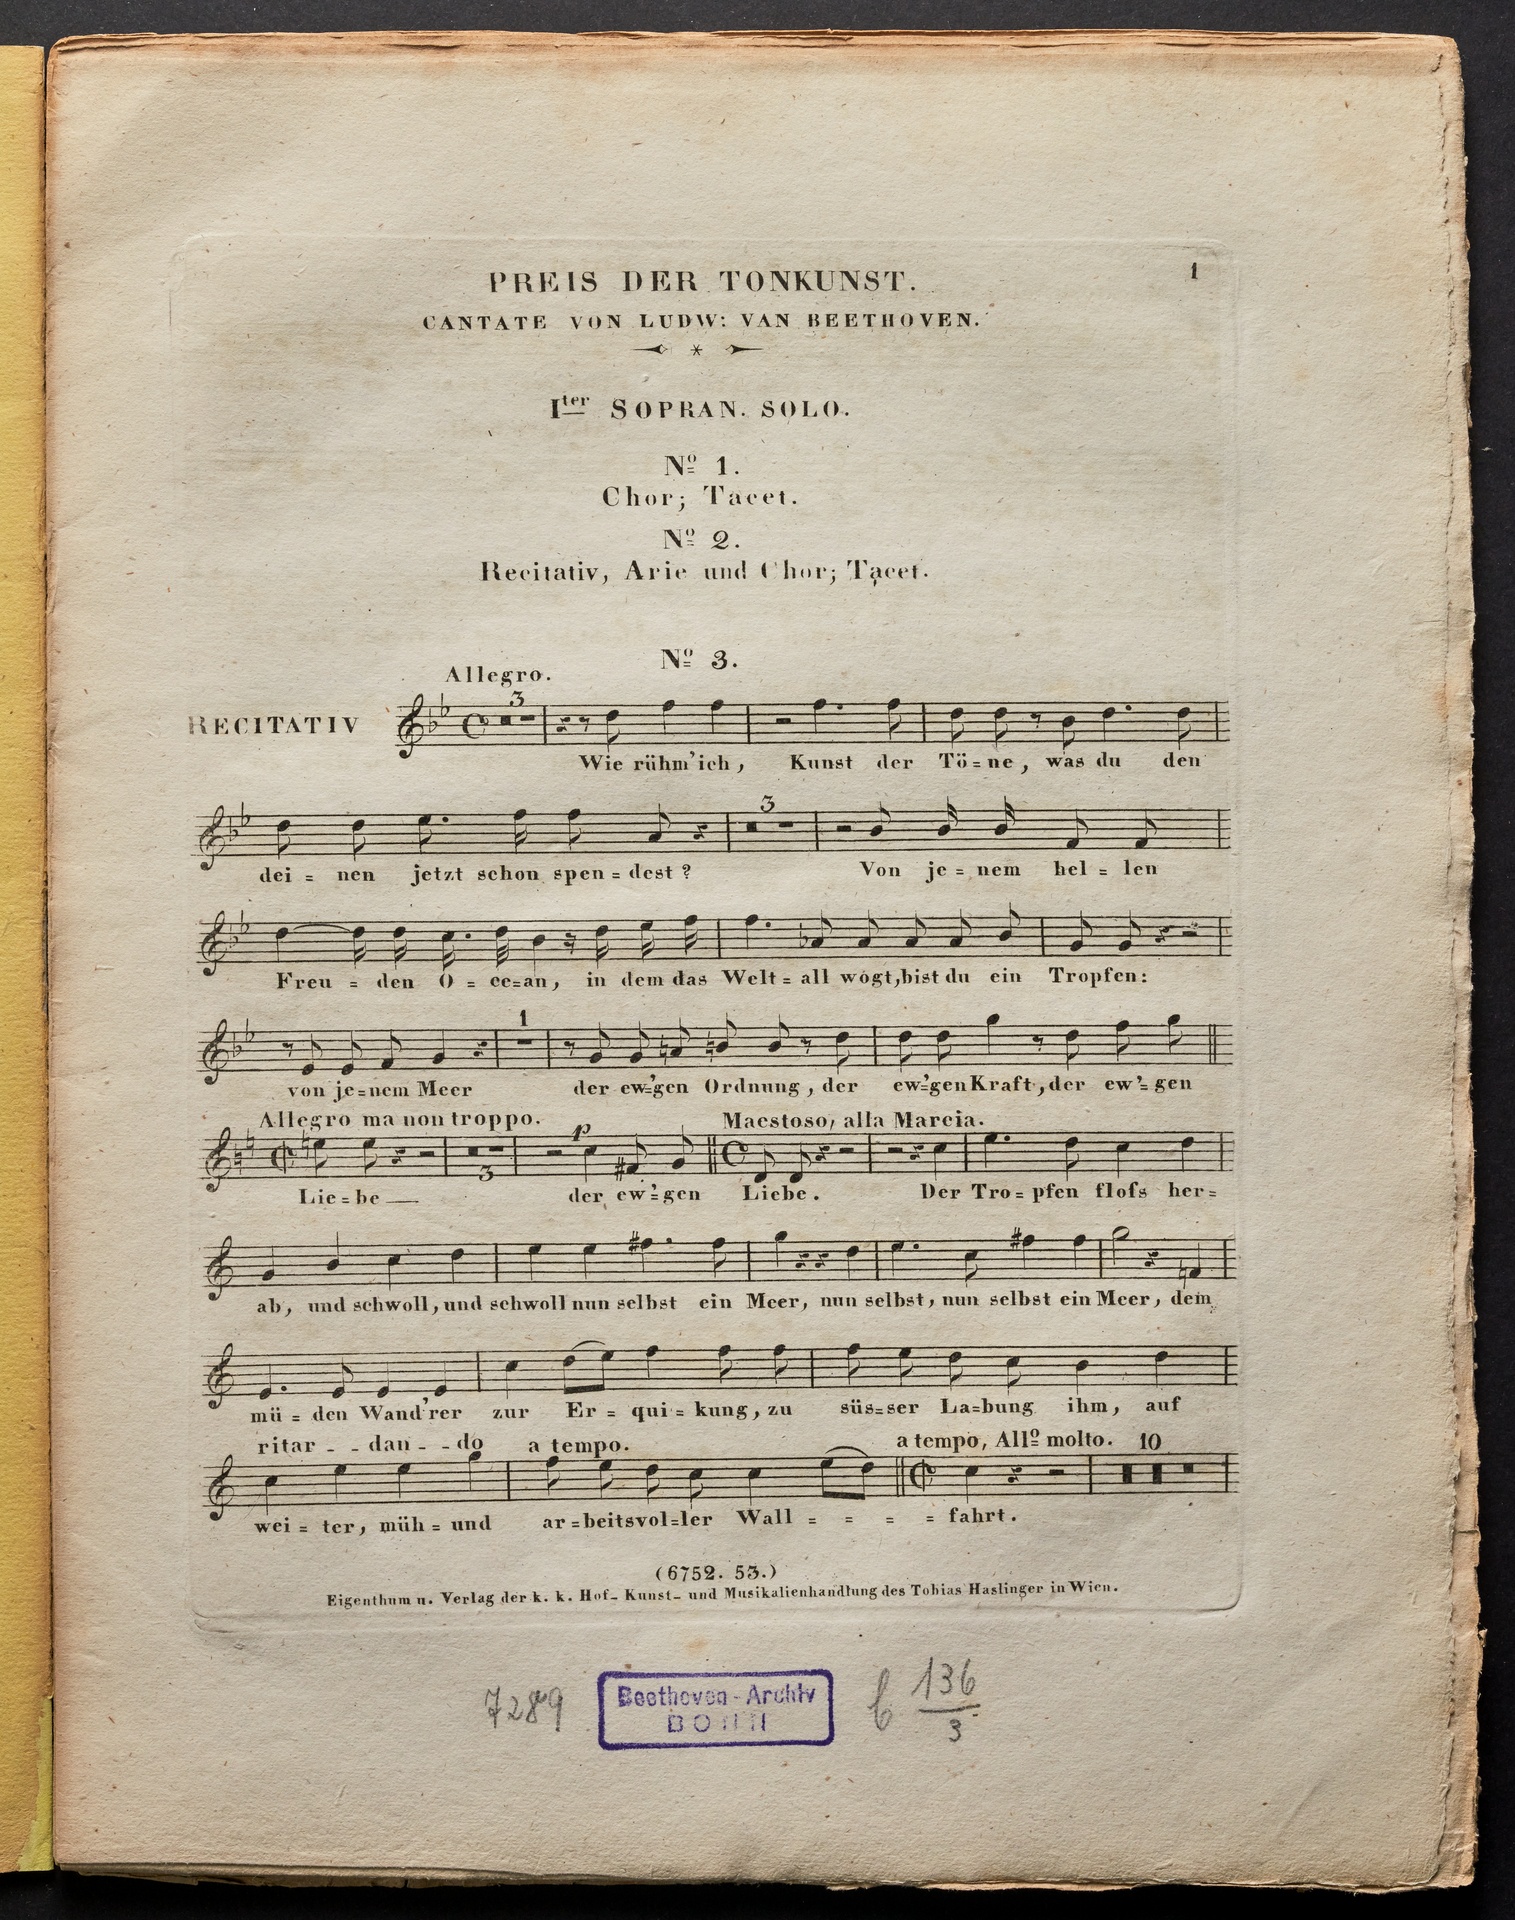 1
PREIS DER TONKUNST.
CANTATE VON LUDW: VAN BEETHOVEN.
Iter SOPRAN. SOLO.
No 1.
Chor; Tacet.
No 2.
Recitativ, Arie und Chor; Tacet.
No 3.
Allegro.
3
RECITATIV
Wie rühm' ich, Kunst der Tö=ne, was du den
3
dei = nen jetzt schon spen=dest? Von je=nem hel=len
Freu = den O = ce=an, in dem das Welt=all wogt, bist du ein Tropfen:
1
von je=nem Meer der ew'=gen Ordnung, der ew'=gen Kraft, der ew'=gen
Allegro ma non troppo. Maestoso, alla Marcia.
p
3
Lie=be der ew'=gen Liebe. Der Tro=pfen floſs her=
ab, und schwoll, und schwoll nun selbst ein Meer, nun selbst, nun selbst ein Meer, dem
mü = den Wand'rer zur Er = qui = kung, zu süs=ser La=bung ihm, auf
ritar - - dan - - do a tempo. a tempo, Allo molto. 10
wei = ter, müh = und ar=beitsvol=ler Wall = = = = fahrt.
(6752. 53.)
Eigenthum u. Verlag der k. k. Hof- Kunst- und Musikalienhandlung des Tobias Haslinger in Wien.
7289
Beethoven-Archiv
BONN
C 136
3